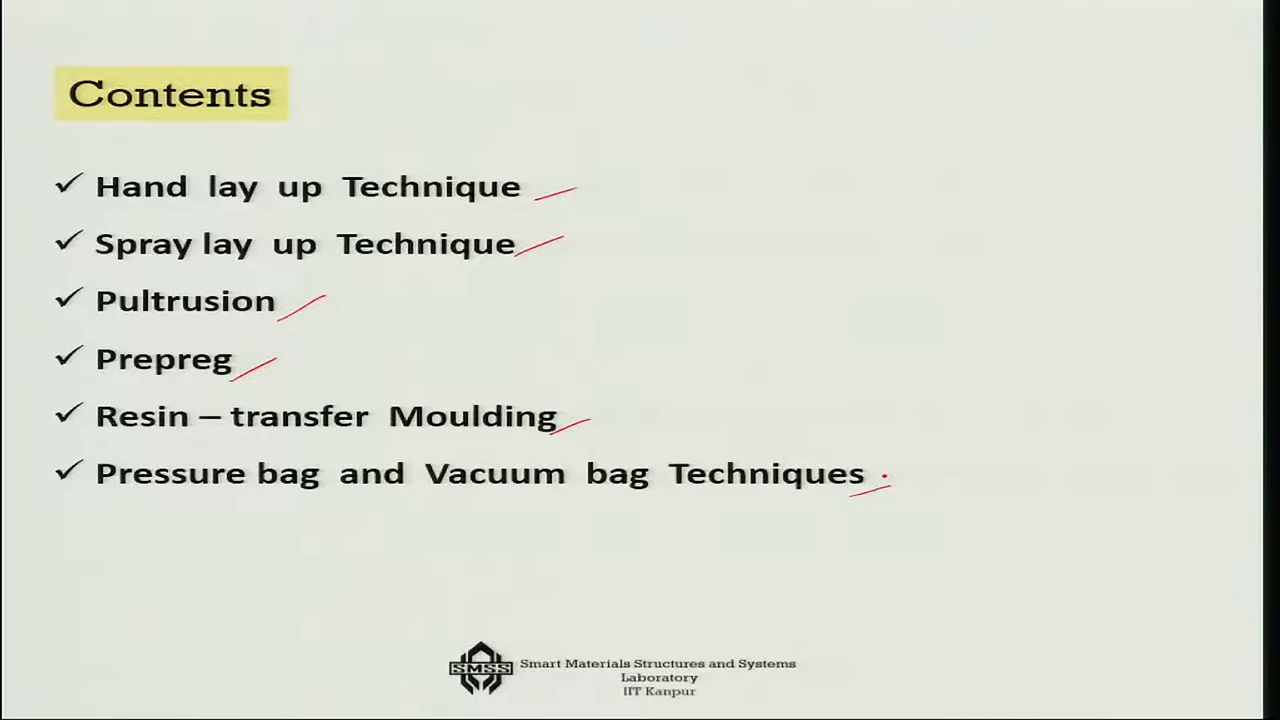 Contents
✓ Hand lay up Technique
✓ Spray lay up Technique
✓ Pultrusion
✓ Prepreg
✓ Resin – transfer Moulding
✓ Pressure bag and Vacuum bag Techniques
SMSS
Smart Materials Structures and Systems
Laboratory
IIT Kanpur